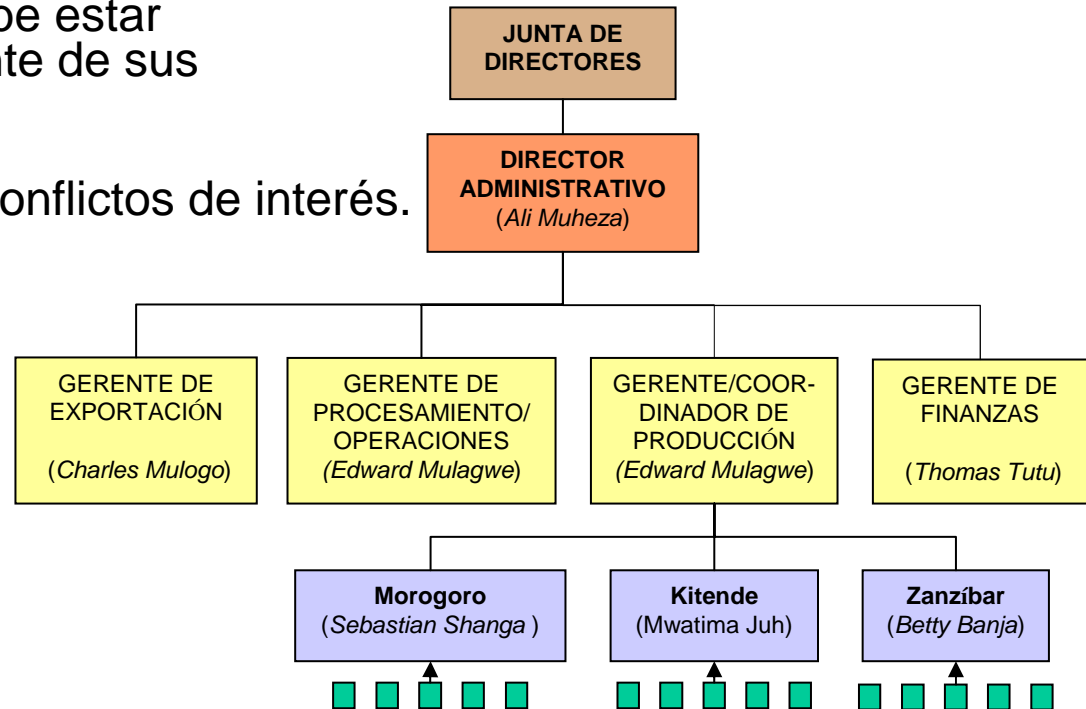 be estar
nte de sus
onflictos de interés.
JUNTA DE
DIRECTORES
DIRECTOR
ADMINISTRATIVO
(Ali Muheza)
GERENTE DE
EXPORTACIÓN
(Charles Mulogo)
GERENTE DE
PROCESAMIENTO/
OPERACIONES
(Edward Mulagwe)
GERENTE/COOR-
DINADOR DE
PRODUCCIÓN
(Edward Mulagwe)
GERENTE DE
FINANZAS
(Thomas Tutu)
Morogoro
(Sebastian Shanga )
Kitende
(Mwatima Juh)
Zanzíbar
(Betty Banja)